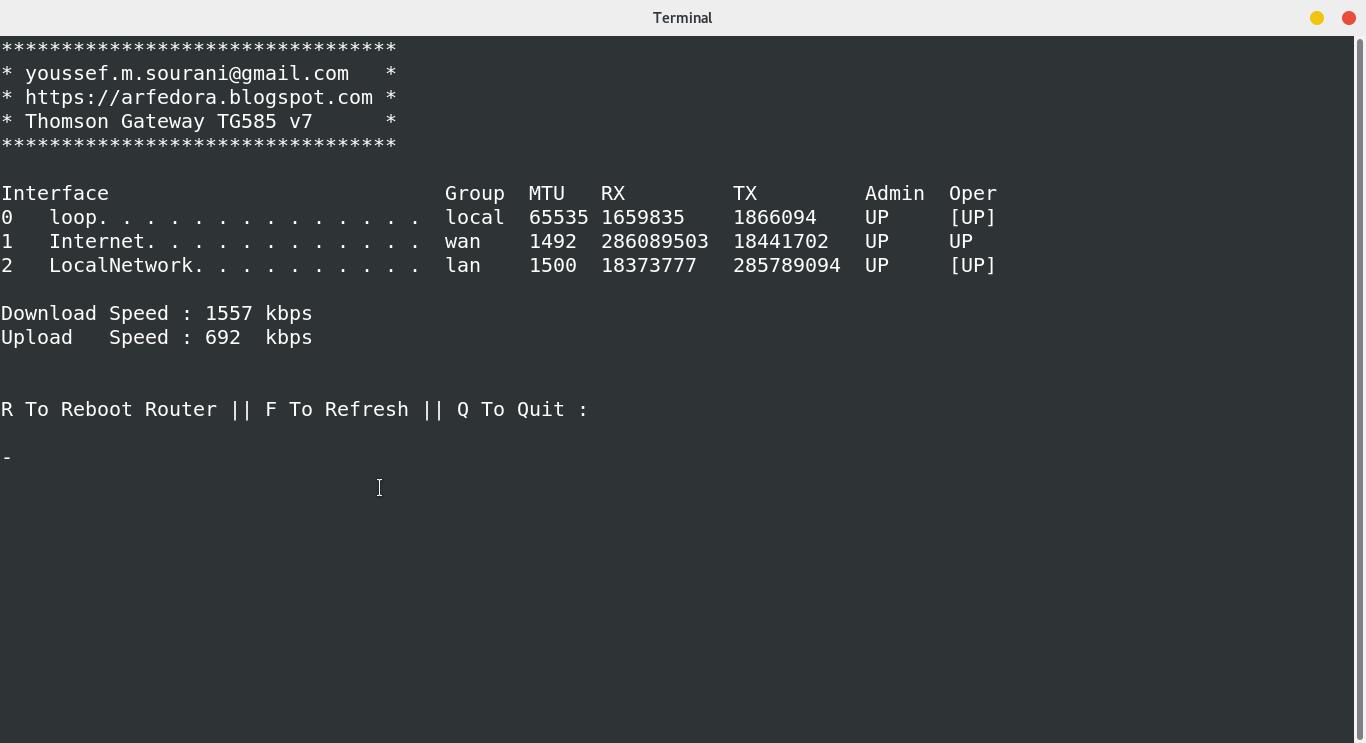 Terminal
*********************************
* youssef.m.sourani@gmail.com   *
* https://arfedora.blogspot.com *
* Thomson Gateway TG585 v7      *
*********************************
Interface                            Group  MTU   RX         TX         Admin  Oper
0   loop. . . . . . . . . . . . . .  local  65535 1659835    1866094    UP     [UP]
1   Internet. . . . . . . . . . . .  wan    1492  286089503  18441702   UP     UP
2   LocalNetwork. . . . . . . . . .  lan    1500  18373777   285789094  UP     [UP]
Download Speed : 1557 kbps
Upload   Speed : 692  kbps
R To Reboot Router || F To Refresh || Q To Quit :
-